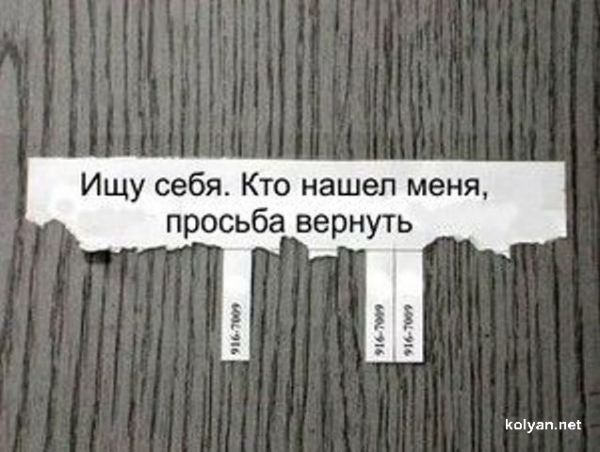 Ищу себя. Кто нашел меня,
просьба вернуть
916-7009
916-7009
916-7009
kolyan.net